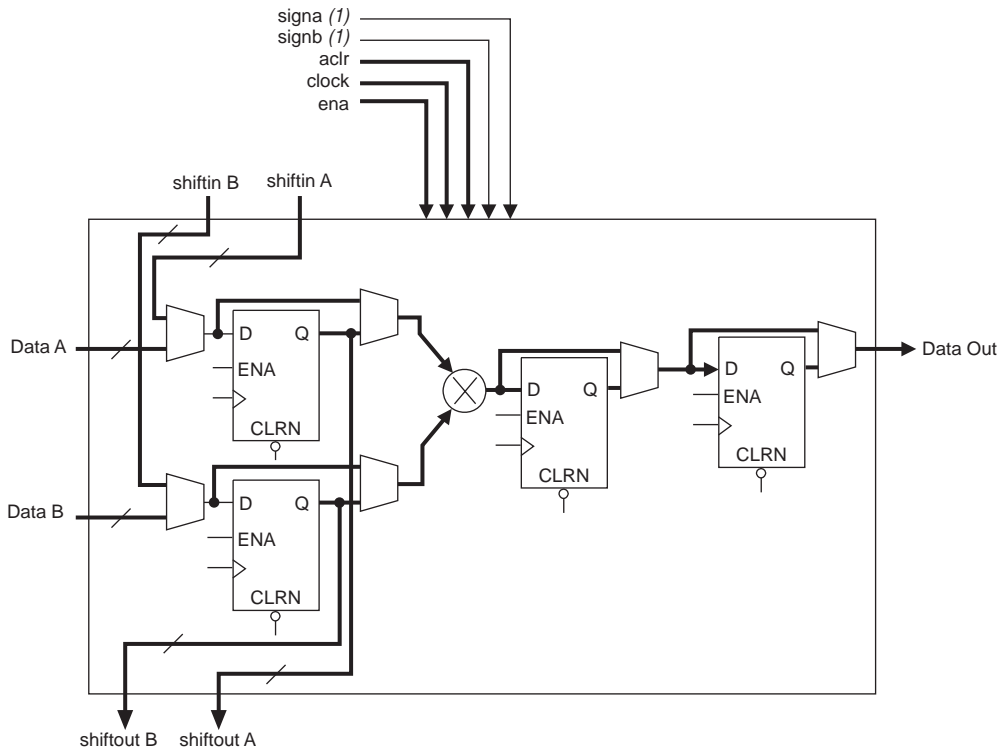 signa (1)
signb (1)
aclr
clock
ena
shiftin B
shiftin A
Data A
D
Q
ENA
CLRN
Data B
D
Q
ENA
CLRN
D
Q
ENA
CLRN
D
Q
ENA
CLRN
Data Out
shiftout B
shiftout A